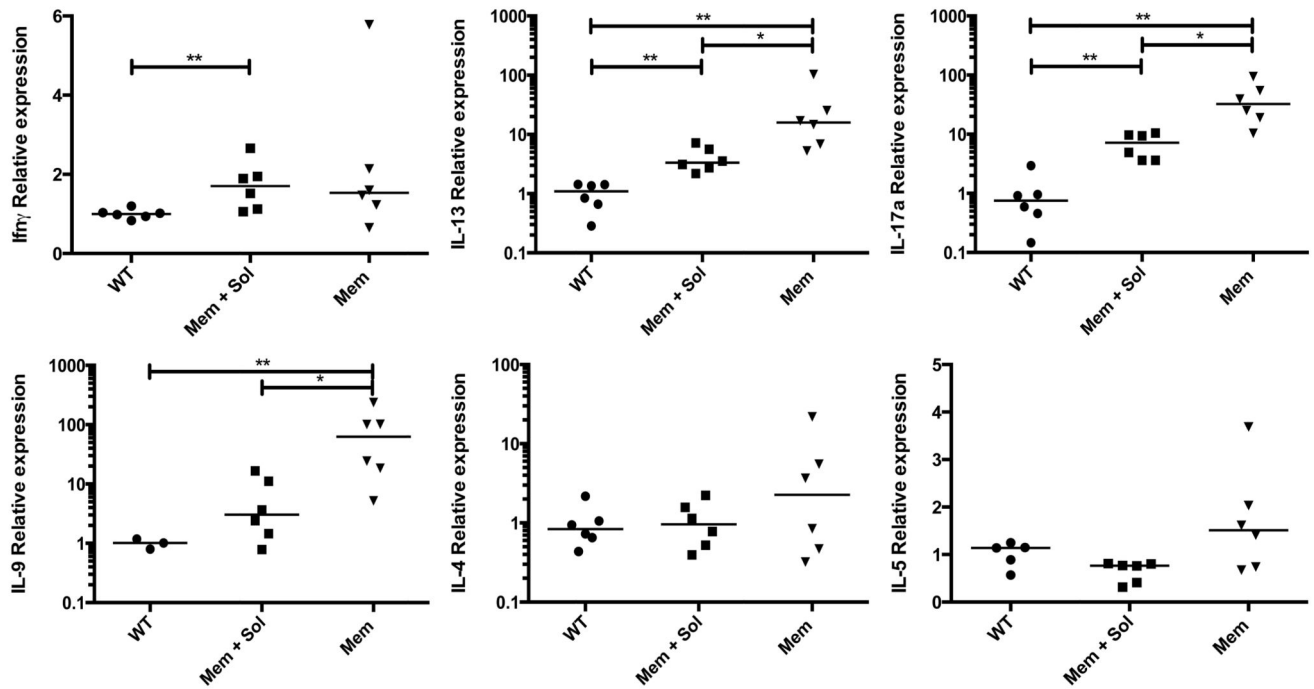 Ifnγ Relative expression
6
4
2
0
**
WT
Mem + Sol
Mem
IL-13 Relative expression
1000
100
10
1
0.1
**
*
**
WT
Mem + Sol
Mem
IL-17a Relative expression
1000
100
10
1
0.1
**
*
**
WT
Mem + Sol
Mem
IL-9 Relative expression
1000
100
10
1
0.1
**
*
WT
Mem + Sol
Mem
IL-4 Relative expression
100
10
1
0.1
WT
Mem + Sol
Mem
IL-5 Relative expression
5
4
3
2
1
0
WT
Mem + Sol
Mem